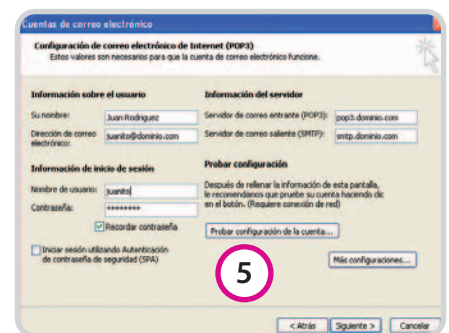 Cuentas de correo electrónico
Configuración de correo electrónico de Internet (POP3)
Estos valores son necesarios para que la cuenta de correo electrónico funcione.
Información sobre el usuario
Su nombre: Juan Rodriguez
Dirección de correo electrónico: juanito@dominio.com
Información del servidor
Servidor de correo entrante (POP3): pop3.dominio.com
Servidor de correo saliente (SMTP): smtp.dominio.com
Información de inicio de sesión
Nombre de usuario: juanito
Contraseña: ********
Recordar contraseña
Iniciar sesión utilizando Autenticación
de contraseña de seguridad (SPA)
Probar configuración
Después de rellenar la información de esta pantalla,
le recomendamos que pruebe su cuenta haciendo clic
en el botón. (Requiere conexión de red)
Probar configuración de la cuenta...
5
Más configuraciones...
< Atrás
Siguiente >
Cancelar